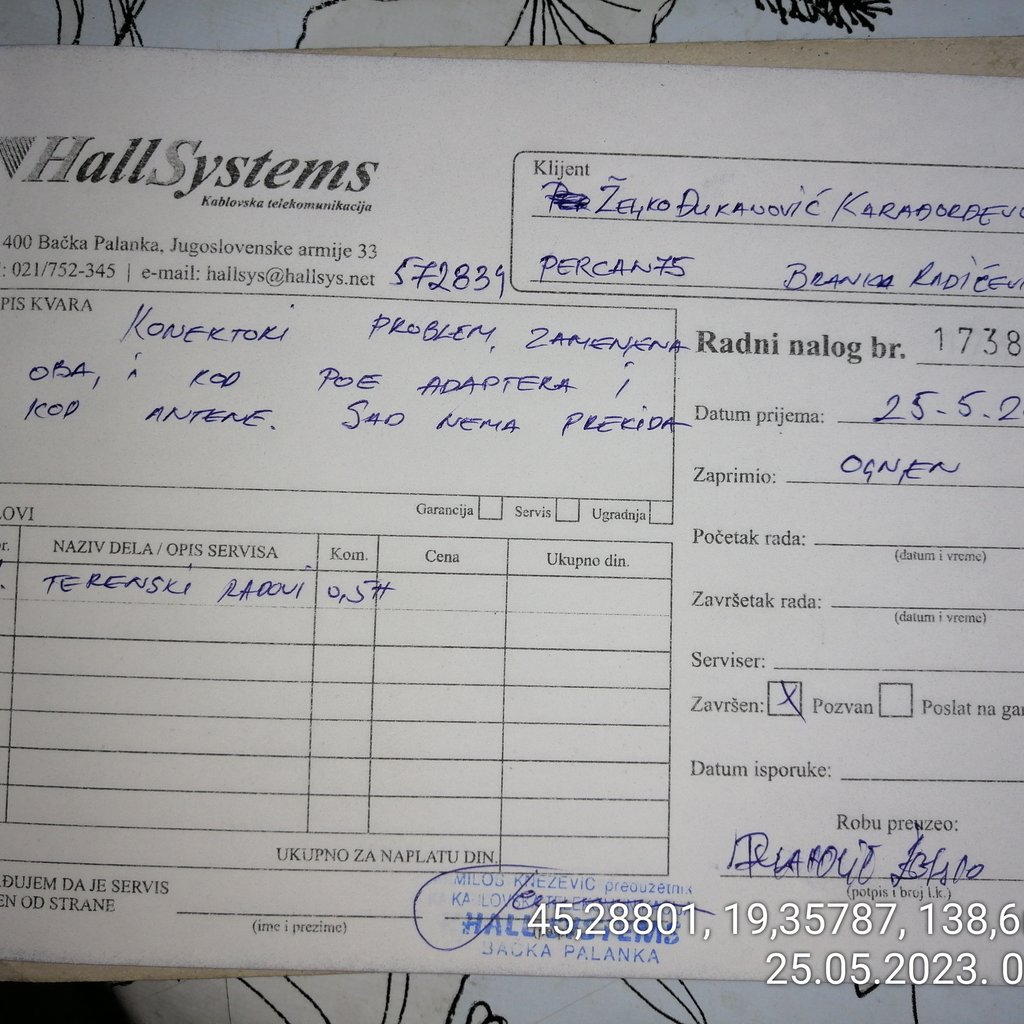 HallSystems
Kablovska telekomunikacija
400 Bačka Palanka, Jugoslovenske armije 33
: 021/752-345 | e-mail: hallsys@hallsys.net
572839
Klijent
ŽELJKO ĐUKANOVIĆ KARAĐORĐEVO
PERCAN75 BRANKA RADIČEVI
PIS KVARA
KONEKTORI PROBLEM, ZAMENJENA
OBA, I KOD POE ADAPTERA I
KOD ANTENE. SAD NEMA PREKIDA
Garancija Servis Ugradnja
Radni nalog br. 1738
Datum prijema: 25-5.2
Zaprimio: OGNJEN
Početak rada:
(datum i vreme)
Završetak rada:
(datum i vreme)
Serviser:
Završen: X Pozvan Poslat na gar
Datum isporuke:
Robu preuzeo:
(potpis i broj l.k.)
LOVI
r. NAZIV DELA / OPIS SERVISA Kom. Cena Ukupno din.
. TERENSKI RADOVI 0,5H
UKUPNO ZA NAPLATU DIN.
ĐUJEM DA JE SERVIS
EN OD STRANE
(ime i prezime)
MILOŠ KNEŽEVIĆ preduzetnik
HALL SYSTEMS
BAČKA PALANKA
45,28801, 19,35787, 138,6
25.05.2023. 0